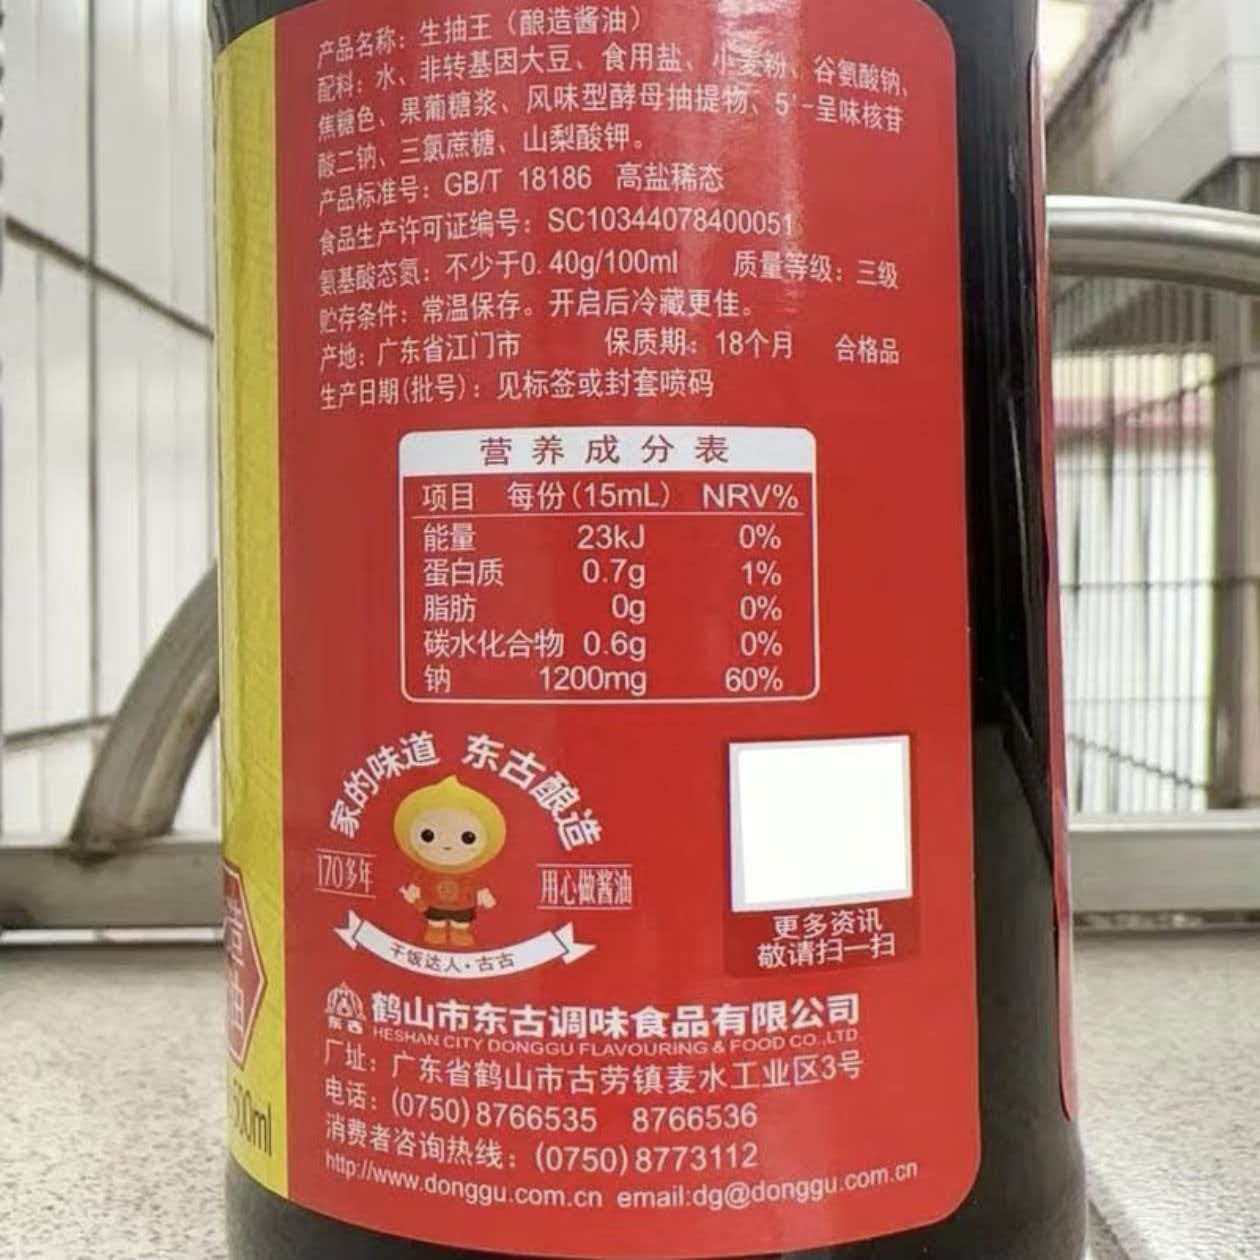 产品名称：生抽王（酿造酱油）
配料：水、非转基因大豆、食用盐、小麦粉、谷氨酸钠、
焦糖色、果葡糖浆、风味型酵母抽提物、5'-呈味核苷
酸二钠、三氯蔗糖、山梨酸钾。
产品标准号：GB/T 18186 高盐稀态
食品生产许可证编号：SC10344078400051
氨基酸态氮：不少于0.40g/100ml 质量等级：三级
贮存条件：常温保存。开启后冷藏更佳。
产地：广东省江门市 保质期：18个月 合格品
生产日期(批号)：见标签或封套喷码
营养成分表
项目 每份(15mL) NRV%
能量 23kJ 0%
蛋白质 0.7g 1%
脂肪 0g 0%
碳水化合物 0.6g 0%
钠 1200mg 60%
家的味道 东古酿造
170多年 用心做酱油
干饭达人·古古
更多资讯
敬请扫一扫
造
油
东古
鹤山市东古调味食品有限公司
HESHAN CITY DONGGU FLAVOURING & FOOD CO.,LTD
厂址：广东省鹤山市古劳镇麦水工业区3号
电话：(0750)8766535 8766536
消费者咨询热线：(0750)8773112
http://www.donggu.com.cn email:dg@donggu.com.cn